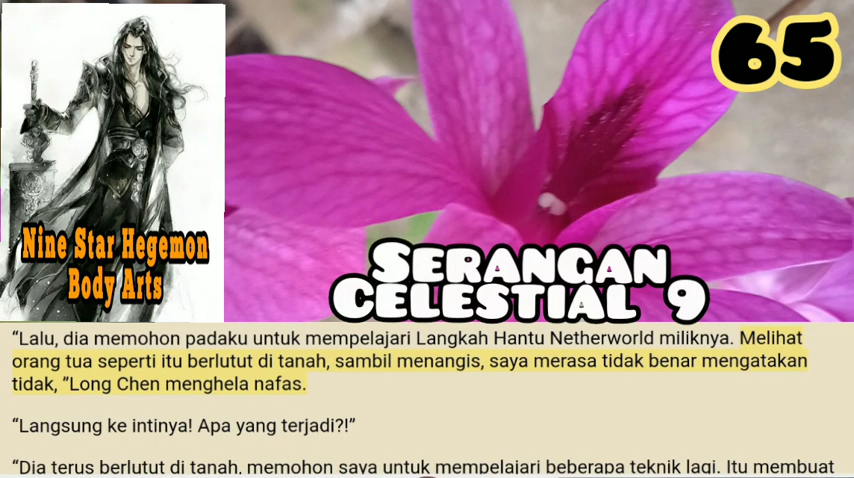 65
Nine Star Hegemon
Body Arts
SERANGAN
CELESTIAL 9
“Lalu, dia memohon padaku untuk mempelajari Langkah Hantu Netherworld miliknya. Melihat
orang tua seperti itu berlutut di tanah, sambil menangis, saya merasa tidak benar mengatakan
tidak, ”Long Chen menghela nafas.
“Langsung ke intinya! Apa yang terjadi?!”
“Dia terus berlutut di tanah, memohon saya untuk mempelajari beberapa teknik lagi. Itu membuat